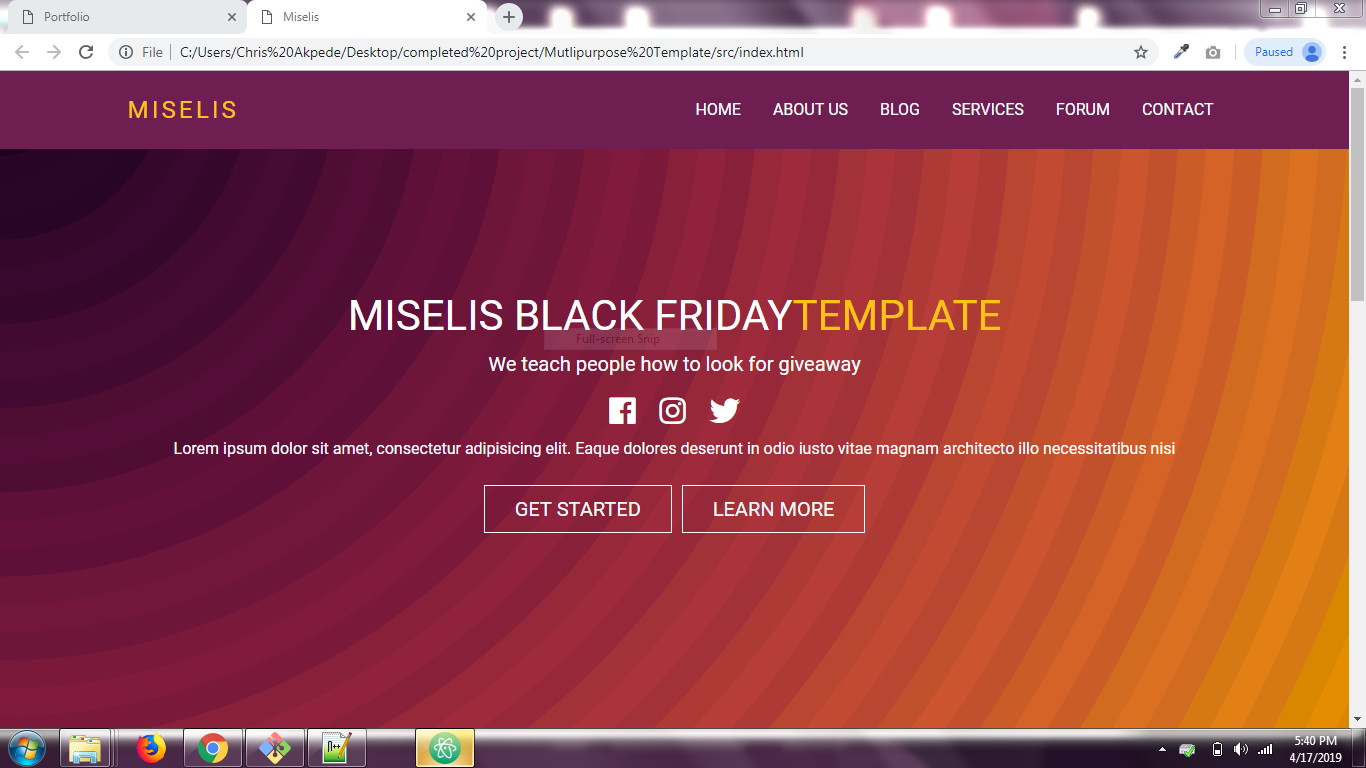 Portfolio
Miselis
File
C:/Users/Chris%20Akpede/Desktop/completed%20project/Mutlipurpose%20Template/src/index.html
Paused
MISELIS
HOME ABOUT US BLOG SERVICES FORUM CONTACT
MISELIS BLACK FRIDAYTEMPLATE
Full-screen Snip
We teach people how to look for giveaway
Lorem ipsum dolor sit amet, consectetur adipisicing elit. Eaque dolores deserunt in odio iusto vitae magnam architecto illo necessitatibus nisi
GET STARTED LEARN MORE
5:40 PM
4/17/2019